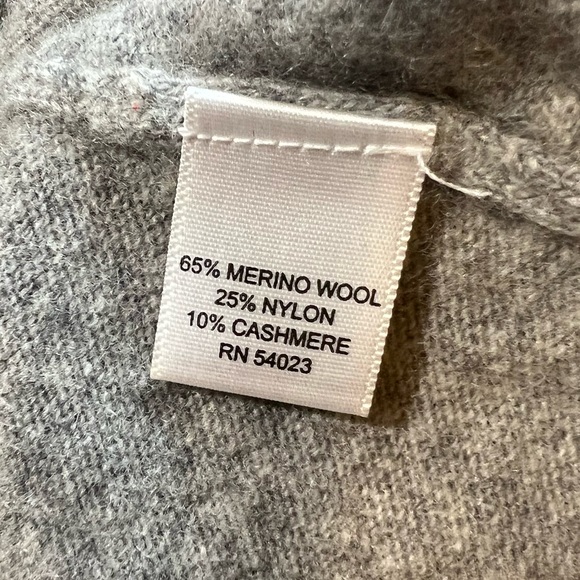 65% MERINO WOOL
25% NYLON
10% CASHMERE
RN 54023